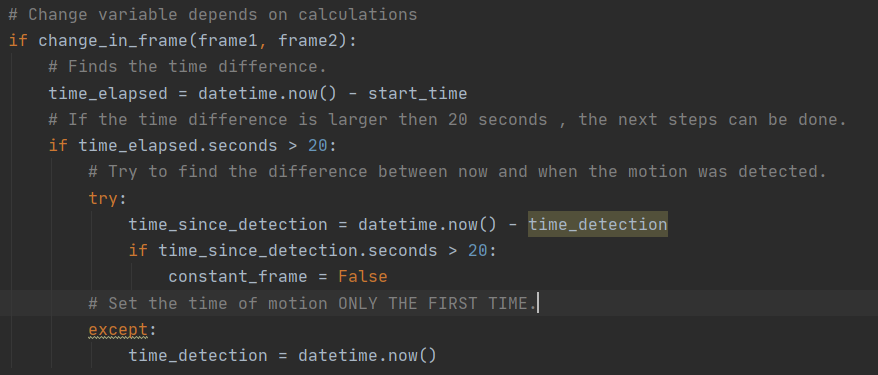 # Change variable depends on calculations
if change_in_frame(frame1, frame2):
    # Finds the time difference.
    time_elapsed = datetime.now() - start_time
    # If the time difference is larger then 20 seconds , the next steps can be done.
    if time_elapsed.seconds > 20:
        # Try to find the difference between now and when the motion was detected.
        try:
            time_since_detection = datetime.now() - time_detection
            if time_since_detection.seconds > 20:
                constant_frame = False
        # Set the time of motion ONLY THE FIRST TIME.
        except:
            time_detection = datetime.now()